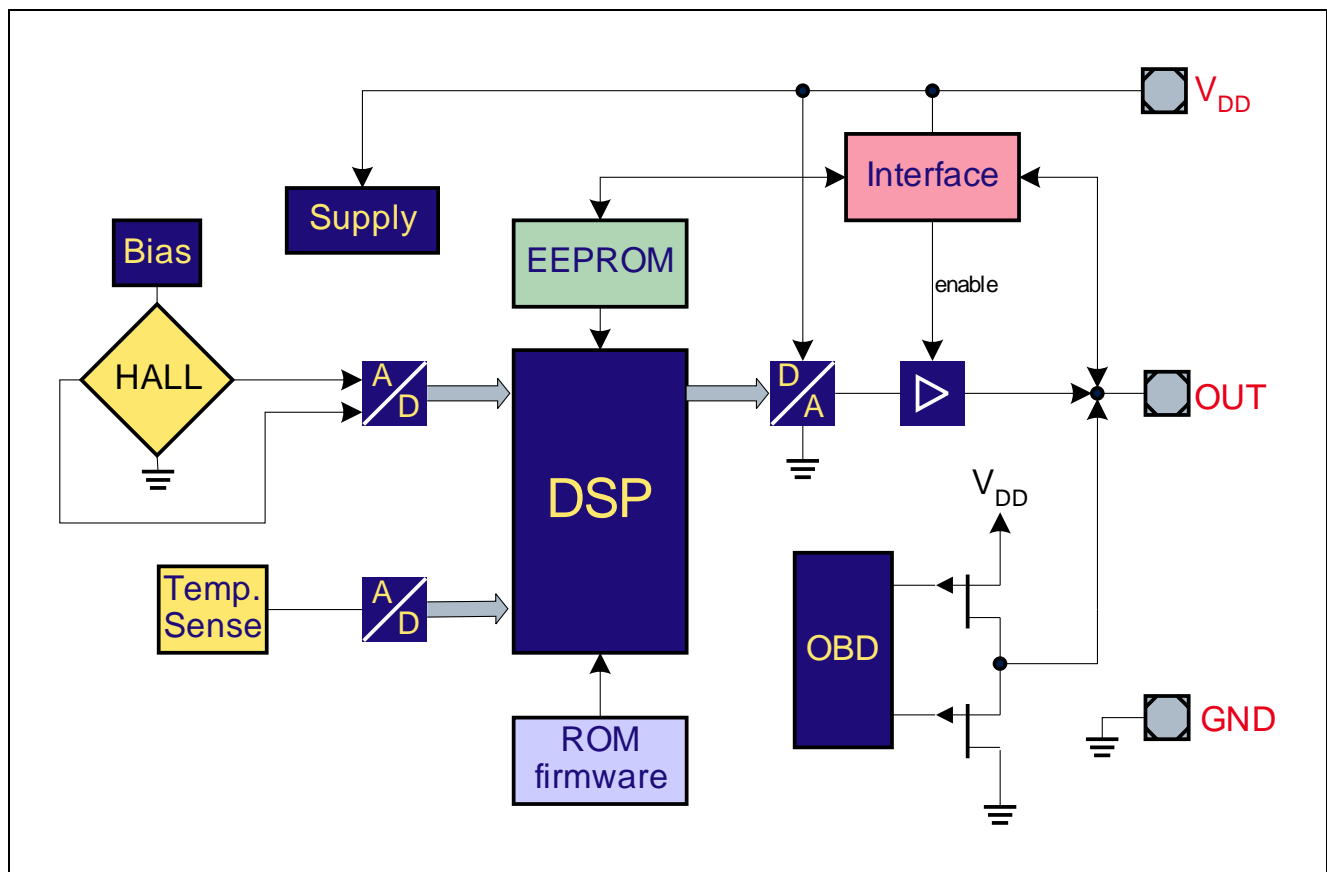 VDD
Interface
Supply
Bias
EEPROM
enable
HALL
A
D
D
A
OUT
DSP
VDD
Temp.
Sense
A
D
OBD
GND
ROM
firmware